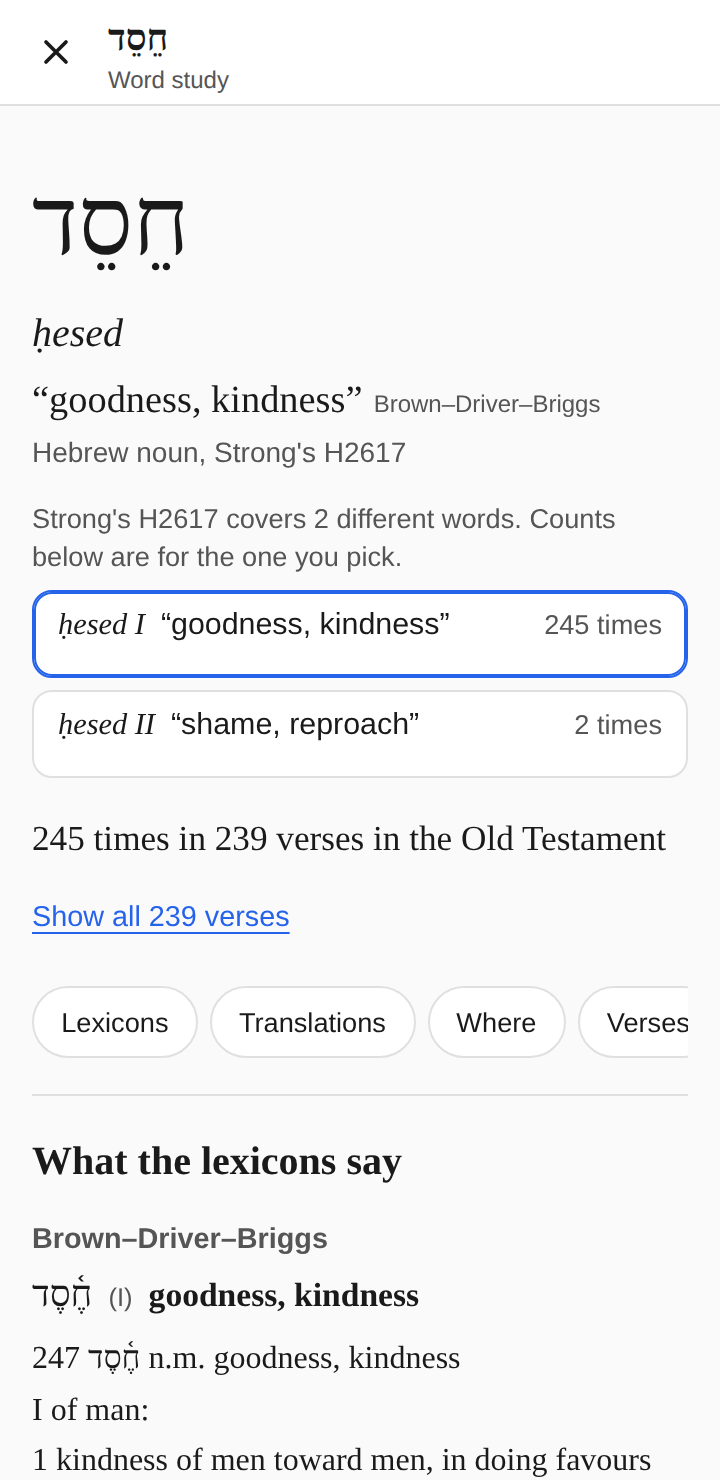 חֵסֵד
Word study
חֵסֵד
ḥesed
“goodness, kindness” Brown–Driver–Briggs
Hebrew noun, Strong's H2617
Strong's H2617 covers 2 different words. Counts
below are for the one you pick.
ḥesed I “goodness, kindness” 245 times
ḥesed II “shame, reproach” 2 times
245 times in 239 verses in the Old Testament
Show all 239 verses
Lexicons Translations Where Verses
What the lexicons say
Brown–Driver–Briggs
חֶ֫סֶד (I) goodness, kindness
247 חֶ֫סֶד n.m. goodness, kindness
I of man:
1 kindness of men toward men, in doing favours